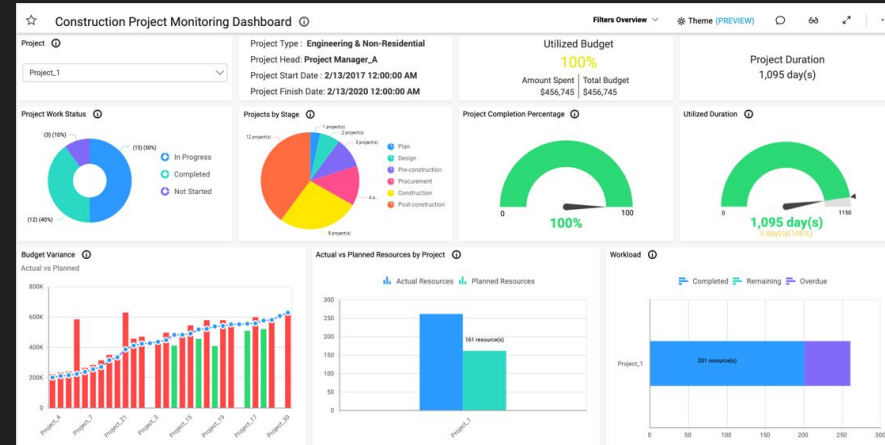 Construction Project Monitoring Dashboard
Filters Overview
Theme (PREVIEW)
Project
Project_1
Project Type : Engineering & Non-Residential
Project Head: Project Manager_A
Project Start Date : 2/13/2017 12:00:00 AM
Project Finish Date: 2/13/2020 12:00:00 AM
Utilized Budget
100%
Amount Spent Total Budget
$456,745 $456,745
Project Duration
1,095 day(s)
Project Work Status
(3) (10%)
(15) (50%)
(12) (40%)
In Progress
Completed
Not Started
Projects by Stage
1 project(s)
2 project(s)
3 project(s)
12 project(s)
4 p...
8 project(s)
Plan
Design
Pre-construction
Procurement
Construction
Post-construction
Project Completion Percentage
0
100
100%
Utilized Duration
0
1150
1,095 day(s)
0 day(s)(100%)
Budget Variance
Actual vs Planned
800K
600K
400K
200K
0
Project_4
Project_7
Project_21
Project_3
Project_15
Project_19
Project_17
Project_30
Actual vs Planned Resources by Project
Actual Resources
Planned Resources
300
250
200
150
100
50
0
161 resource(s)
Project_1
Workload
Completed
Remaining
Overdue
Project_1
201 resource(s)
0
50
100
150
200
250
300